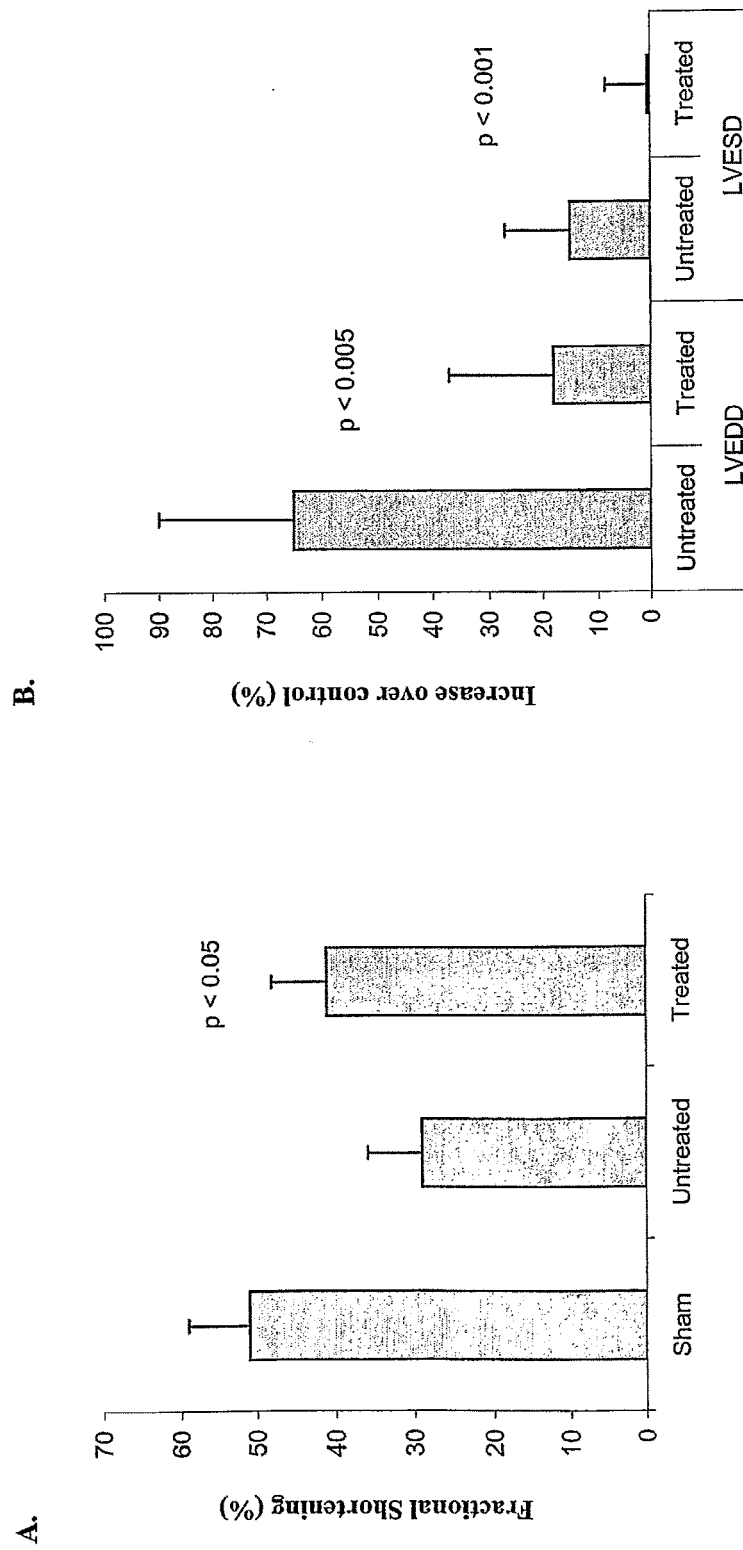 A.
Fractional Shortening (%)
70
60
50
40
30
20
10
0
p < 0.05
Sham Untreated Treated
B.
Increase over control (%)
100
90
80
70
60
50
40
30
20
10
0
p < 0.005
p < 0.001
Untreated Treated Untreated Treated
LVEDD LVESD